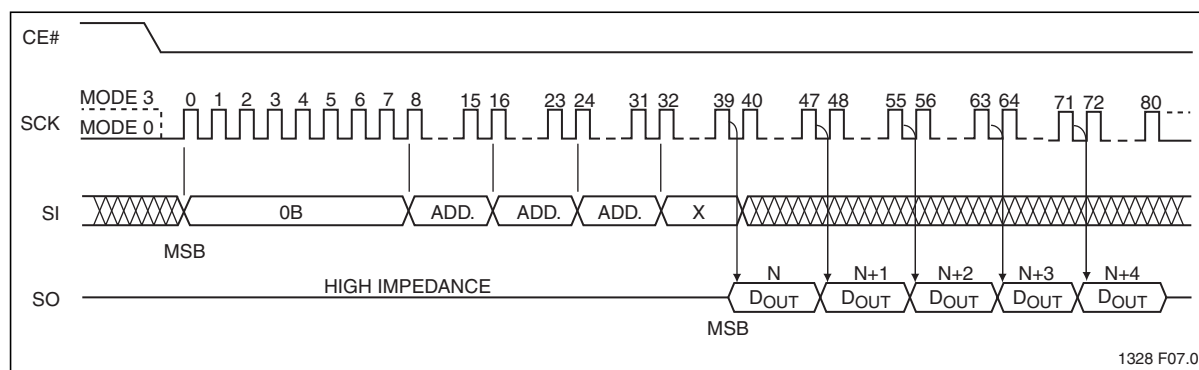 CE#
MODE 3
SCK
MODE 0
0 1 2 3 4 5 6 7 8 15 16 23 24 31 32 39 40 47 48 55 56 63 64 71 72 80
SI
0B
ADD.
ADD.
ADD.
X
MSB
N N+1 N+2 N+3 N+4
SO
HIGH IMPEDANCE
DOUT DOUT DOUT DOUT DOUT
MSB
1328 F07.0